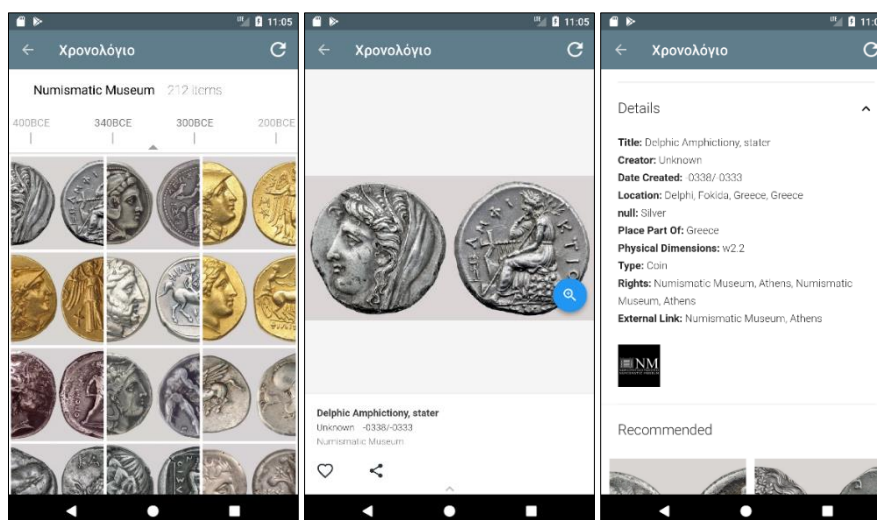 11:05
Χρονολόγιο
Numismatic Museum 212 items
400BCE 340BCE 300BCE 200BCE
11:05
Χρονολόγιο
ΚΤΙΟ
Delphic Amphictiony, stater
Unknown -0338/-0333
Numismatic Museum
11:0
Χρονολόγιο
Details
Title: Delphic Amphictiony, stater
Creator: Unknown
Date Created: -0338/-0333
Location: Delphi, Fokida, Greece, Greece
null: Silver
Place Part Of: Greece
Physical Dimensions: w2.2
Type: Coin
Rights: Numismatic Museum, Athens, Numismatic
Museum, Athens
External Link: Numismatic Museum, Athens
NM
Recommended